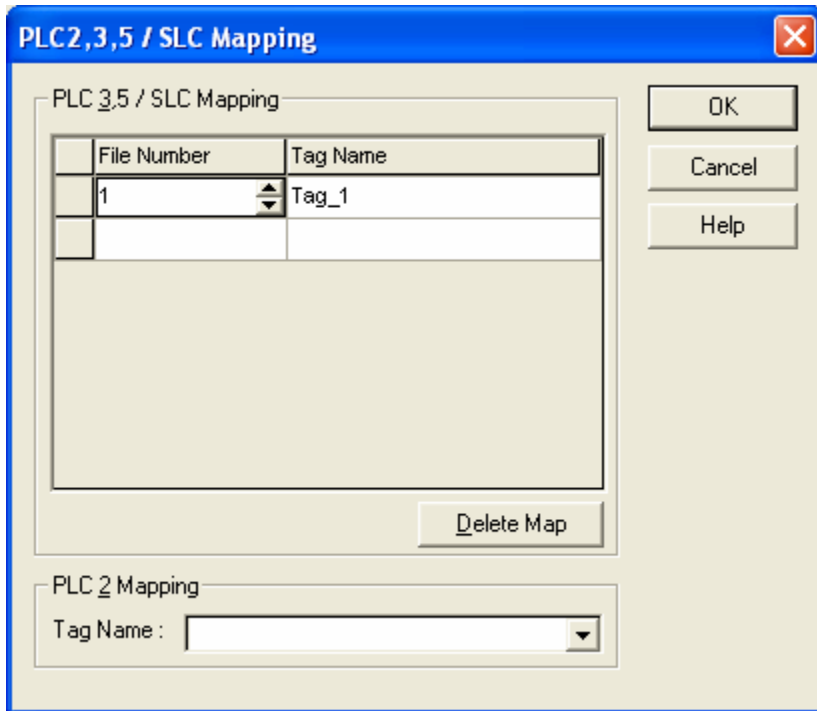 PLC2,3,5 / SLC Mapping
PLC 3,5 / SLC Mapping
OK
File Number Tag Name
Cancel
1 Tag_1
Help
Delete Map
PLC 2 Mapping
Tag Name :